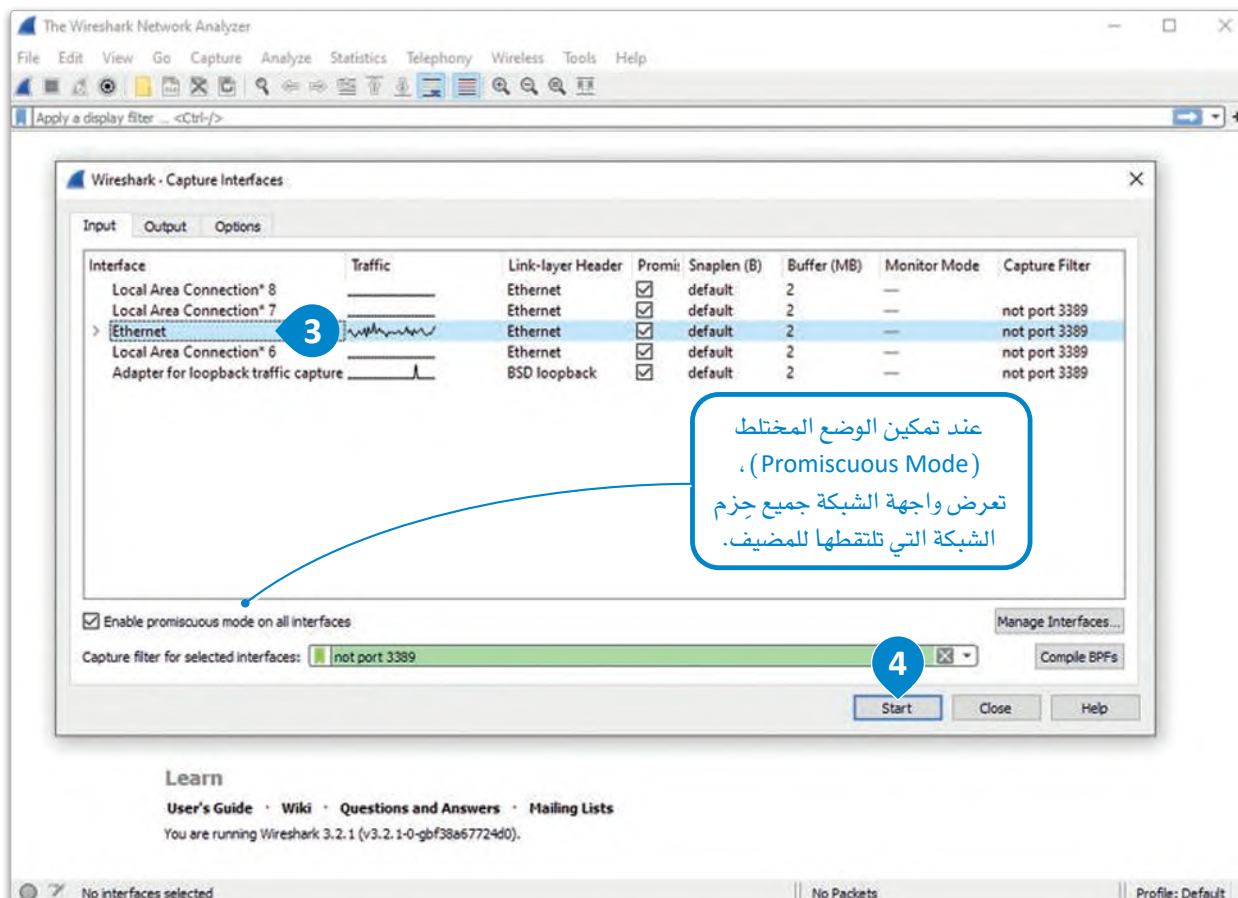 The Wireshark Network Analyzer
File Edit View Go Capture Analyze Statistics Telephony Wireless Tools Help
Apply a display filter ... <Ctrl-/>
Wireshark - Capture Interfaces
Input Output Options
Interface Traffic Link-layer Header Promi: Snaplen (B) Buffer (MB) Monitor Mode Capture Filter
Local Area Connection* 8 Ethernet default 2 —
Local Area Connection* 7 Ethernet default 2 — not port 3389
Ethernet 3 Ethernet default 2 — not port 3389
Local Area Connection* 6 Ethernet default 2 — not port 3389
Adapter for loopback traffic capture BSD loopback default 2 — not port 3389
عند تمكين الوضع المختلط
(Promiscuous Mode)،
تعرض واجهة الشبكة جميع حِزم
الشبكة التي تلتقطها للمضيف.
Enable promiscuous mode on all interfaces Manage Interfaces...
Capture filter for selected interfaces: not port 3389 Compile BPFs
4
Start Close Help
Learn
User's Guide · Wiki · Questions and Answers · Mailing Lists
You are running Wireshark 3.2.1 (v3.2.1-0-gbf38a67724d0).
No interfaces selected No Packets Profile: Default